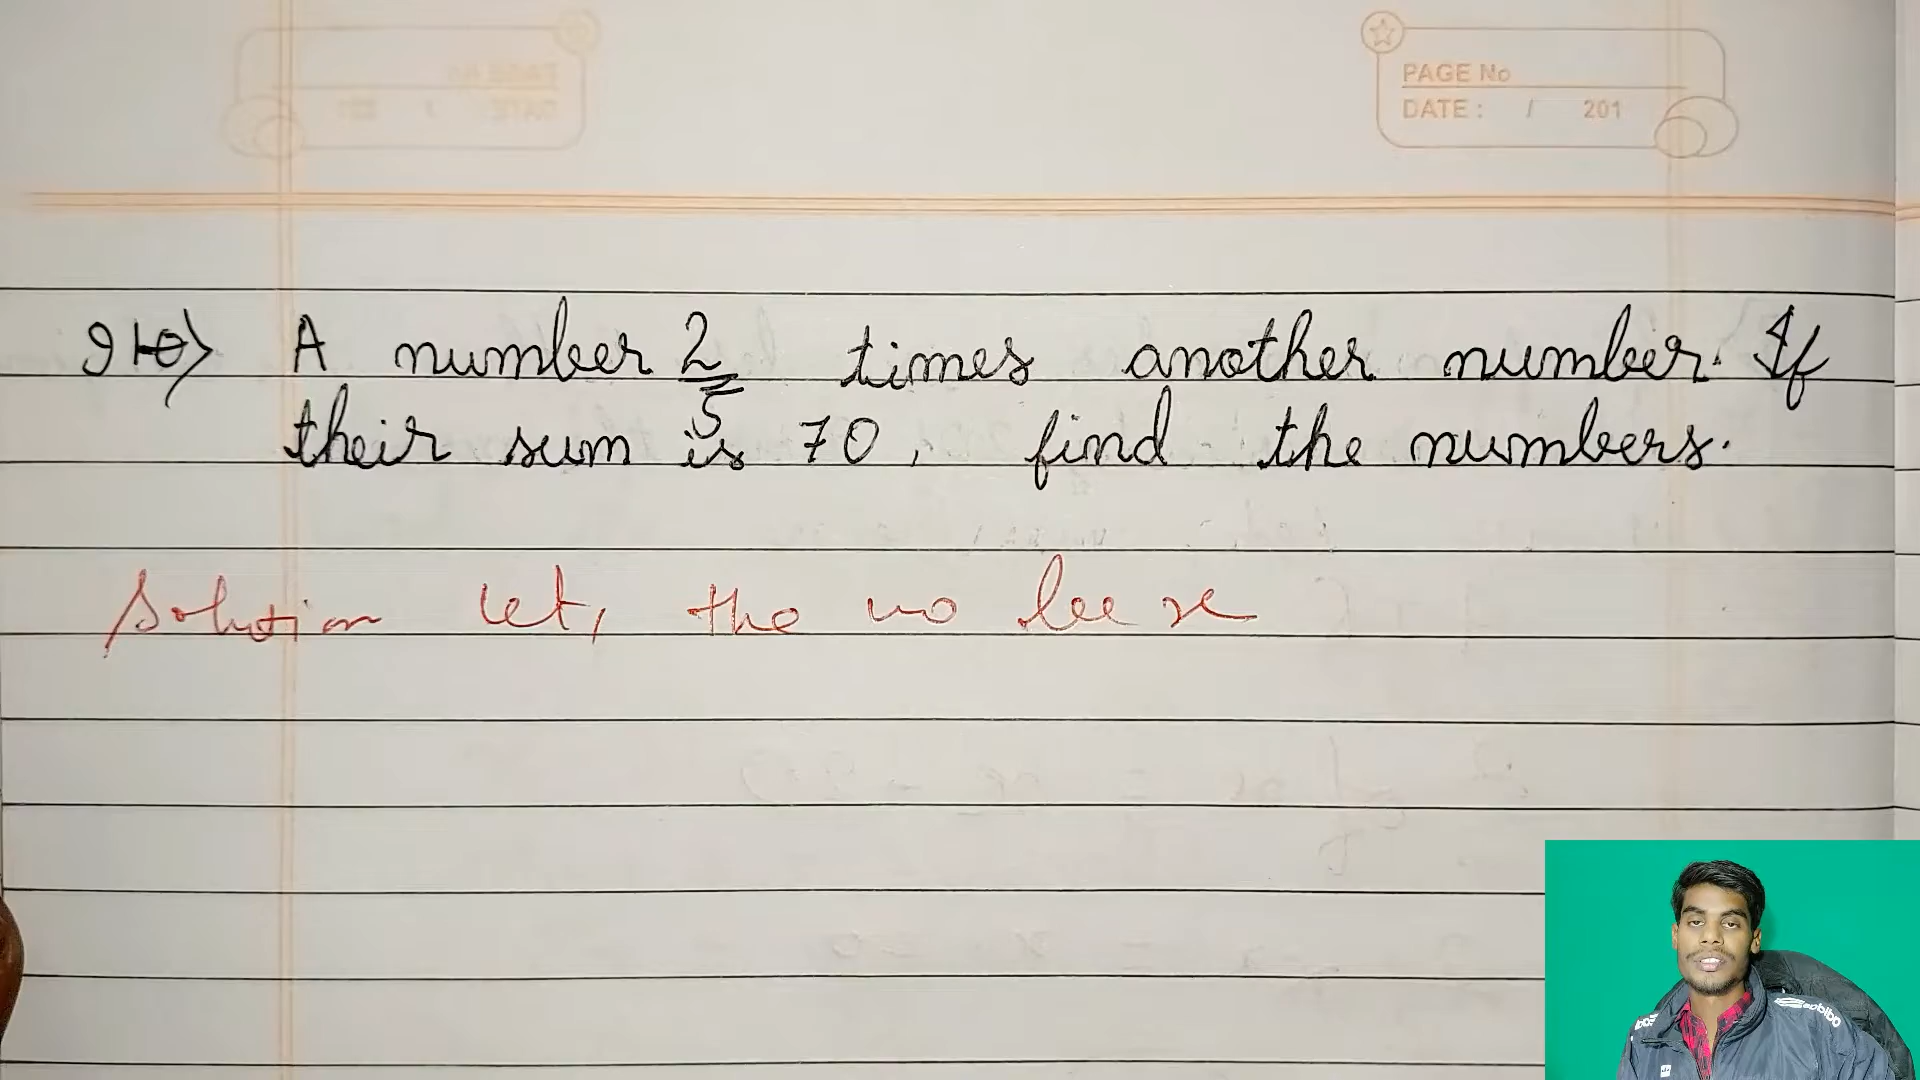 PAGE No
DATE : / 201
A number 2/5 times another number. If
their sum is 70, find the numbers.
Solution let, the no be x